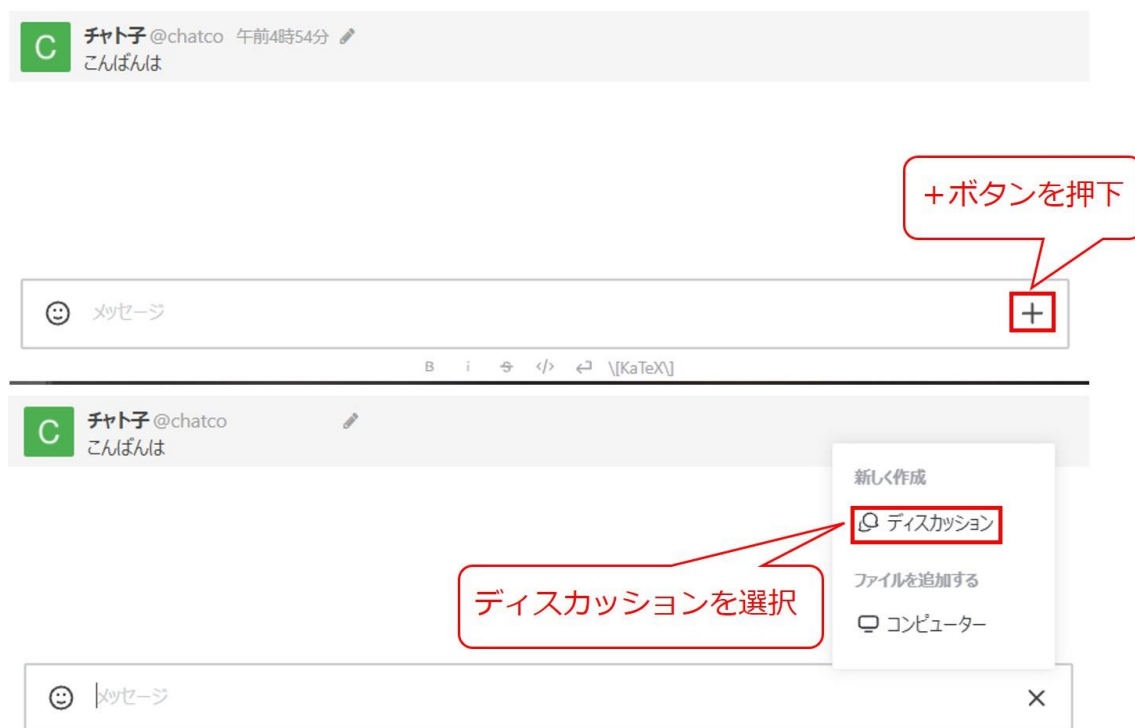 C
チャト子 @chatco 午前4時54分
こんばんは
+ボタンを押下
メッセージ
B i S </> \[KaTeX\]
C
チャト子 @chatco
こんばんは
新しく作成
ディスカッション
ファイルを追加する
ディスカッションを選択
コンピューター
メッセージ